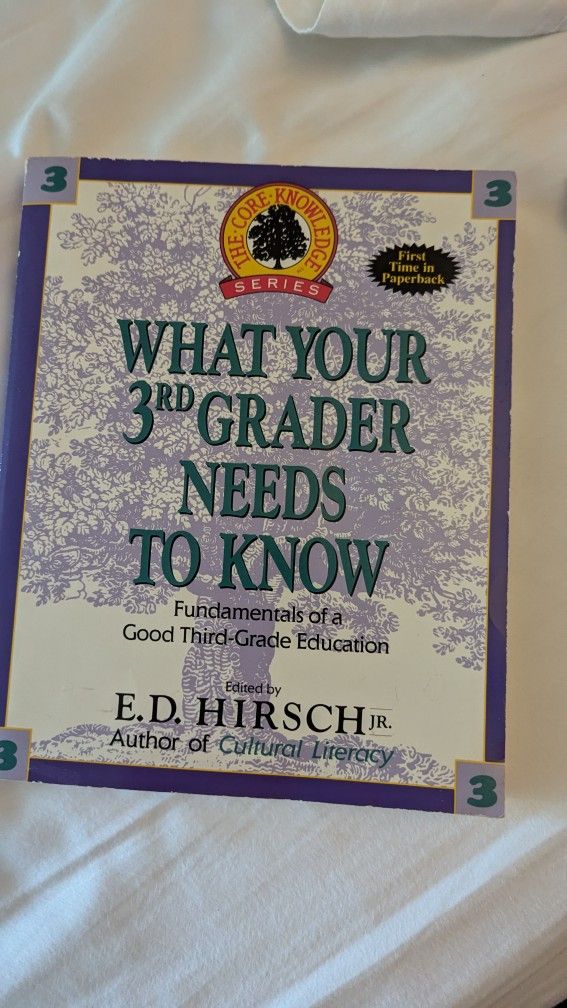 3
3
THE·CORE·KNOWLEDGE
SERIES
First
Time in
Paperback
WHAT YOUR
3RD GRADER
NEEDS
TO KNOW
Fundamentals of a
Good Third-Grade Education
Edited by
E.D. HIRSCH JR.
Author of Cultural Literacy
3
3